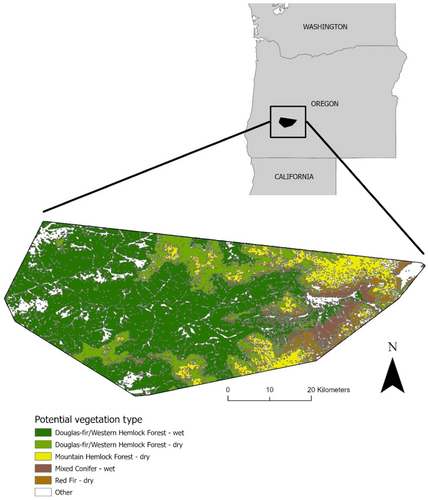 WASHINGTON
OREGON
CALIFORNIA
N
0 10 20 Kilometers
Potential vegetation type
Douglas-fir/Western Hemlock Forest - wet
Douglas-fir/Western Hemlock Forest - dry
Mountain Hemlock Forest - dry
Mixed Conifer - wet
Red Fir - dry
Other